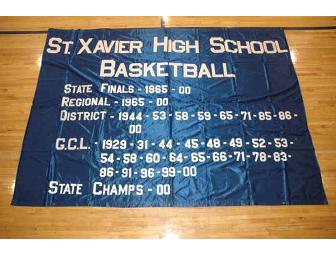 ST. XAVIER HIGH SCHOOL
BASKETBALL
STATE FINALS - 1965 - 00
REGIONAL - 1965 - 00
DISTRICT - 1944 - 53 - 58 - 59 - 65 - 71 - 85 - 86 -
00
G.C.L. - 1929 - 31 - 44 - 45 - 48 - 49 - 52 - 53 -
54 - 58 - 60 - 64 - 65 - 66 - 71 - 78 - 83 -
86 - 91 - 96 - 99 - 00
STATE CHAMPS - 00